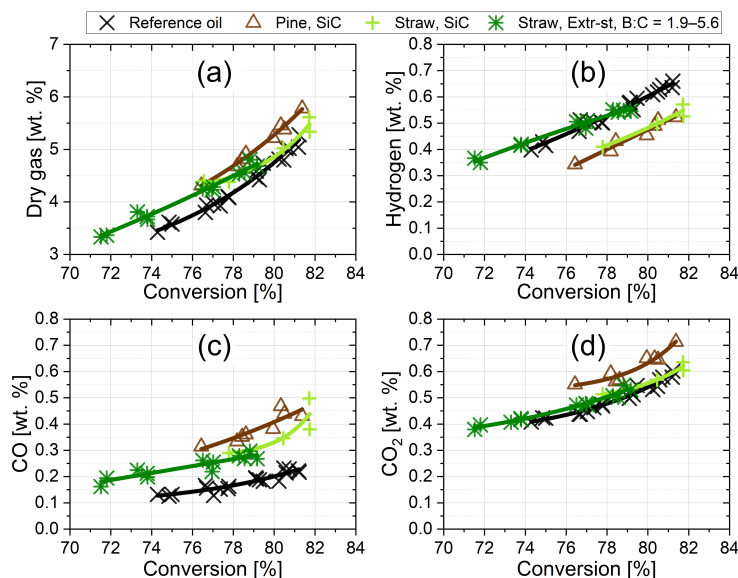 Reference oil Pine, SiC Straw, SiC Straw, Extr-st, B:C = 1.9–5.6
(a)
Dry gas [wt. %]
7
6
5
4
3
70 72 74 76 78 80 82 84
Conversion [%]
(b)
Hydrogen [wt. %]
0.8
0.7
0.6
0.5
0.4
0.3
0.2
0.1
0.0
70 72 74 76 78 80 82 84
Conversion [%]
(c)
CO [wt. %]
0.8
0.7
0.6
0.5
0.4
0.3
0.2
0.1
0.0
70 72 74 76 78 80 82 84
Conversion [%]
(d)
CO₂ [wt. %]
0.8
0.7
0.6
0.5
0.4
0.3
0.2
0.1
0.0
70 72 74 76 78 80 82 84
Conversion [%]